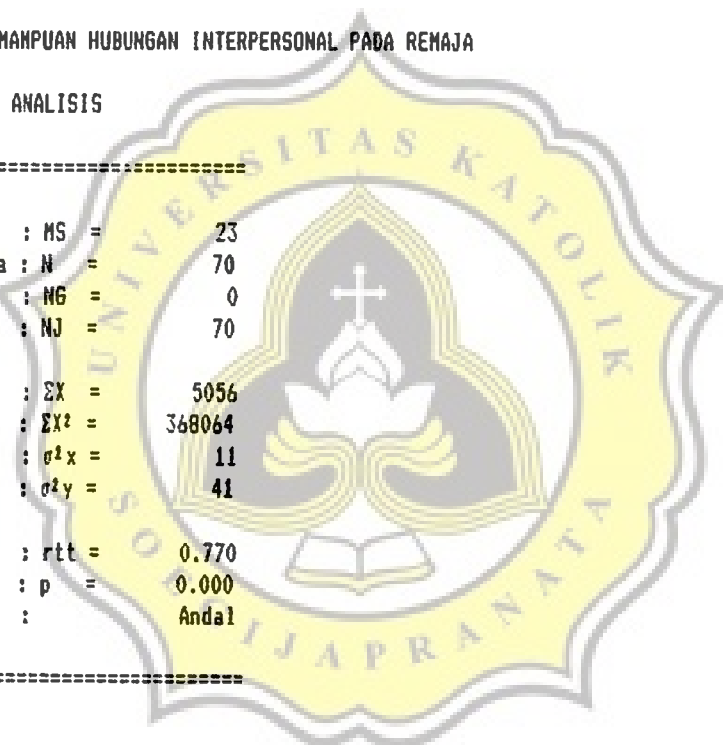 MAMPUAN HUBUNGAN INTERPERSONAL PADA REMAJA
ANALISIS
==========================
: MS = 23
a : N = 70
: NG = 0
: NJ = 70
: ΣX = 5056
: ΣX² = 368064
: σ²x = 11
: σ²y = 41
: rtt = 0.770
: p = 0.000
: Andal
==========================
UNIVERSITAS KATOLIK
SOEGIJAPRANATA